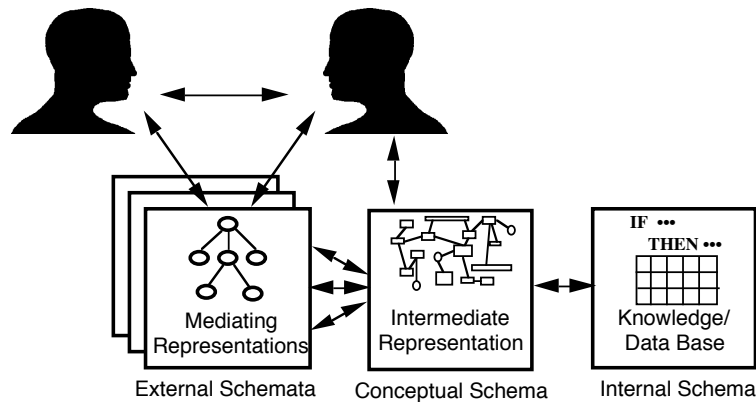 IF •••
THEN •••
Mediating
Representations
Intermediate
Representation
Knowledge/
Data Base
External Schemata
Conceptual Schema
Internal Schema